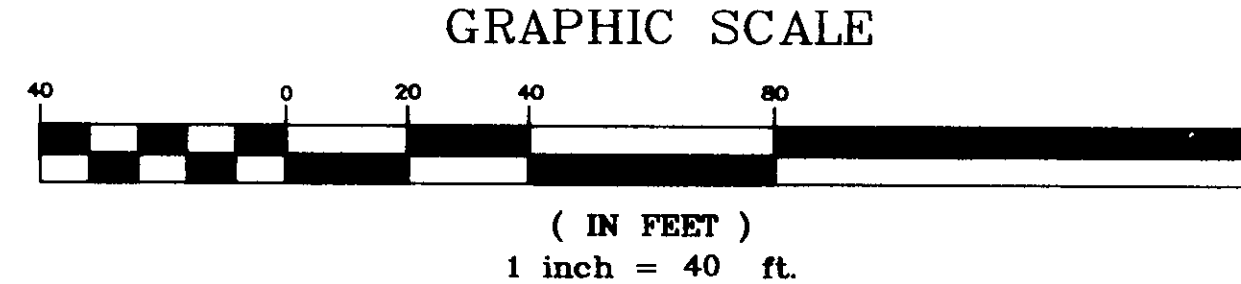 GRAPHIC SCALE
40 0 20 40 80
( IN FEET )
1 inch = 40 ft.